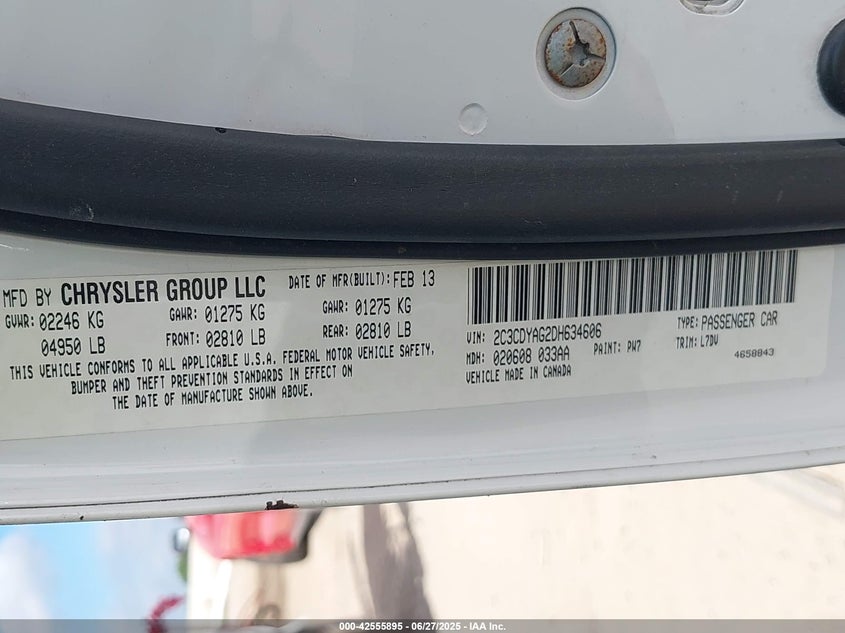 MFD BY CHRYSLER GROUP LLC DATE OF MFR(BUILT): FEB 13
GVWR: 02246 KG GAWR: 01275 KG GAWR: 01275 KG
04950 LB FRONT: 02810 LB REAR: 02810 LB
THIS VEHICLE CONFORMS TO ALL APPLICABLE U.S.A. FEDERAL MOTOR VEHICLE SAFETY,
BUMPER AND THEFT PREVENTION STANDARDS IN EFFECT ON
THE DATE OF MANUFACTURE SHOWN ABOVE.
VIN: 2C3CDYAG2DH634606 TYPE: PASSENGER CAR
MDH: 020608 033AA PAINT: PW7 TRIM: L7DV
VEHICLE MADE IN CANADA 4658843
000-42555895 - 06/27/2025 - IAA Inc.